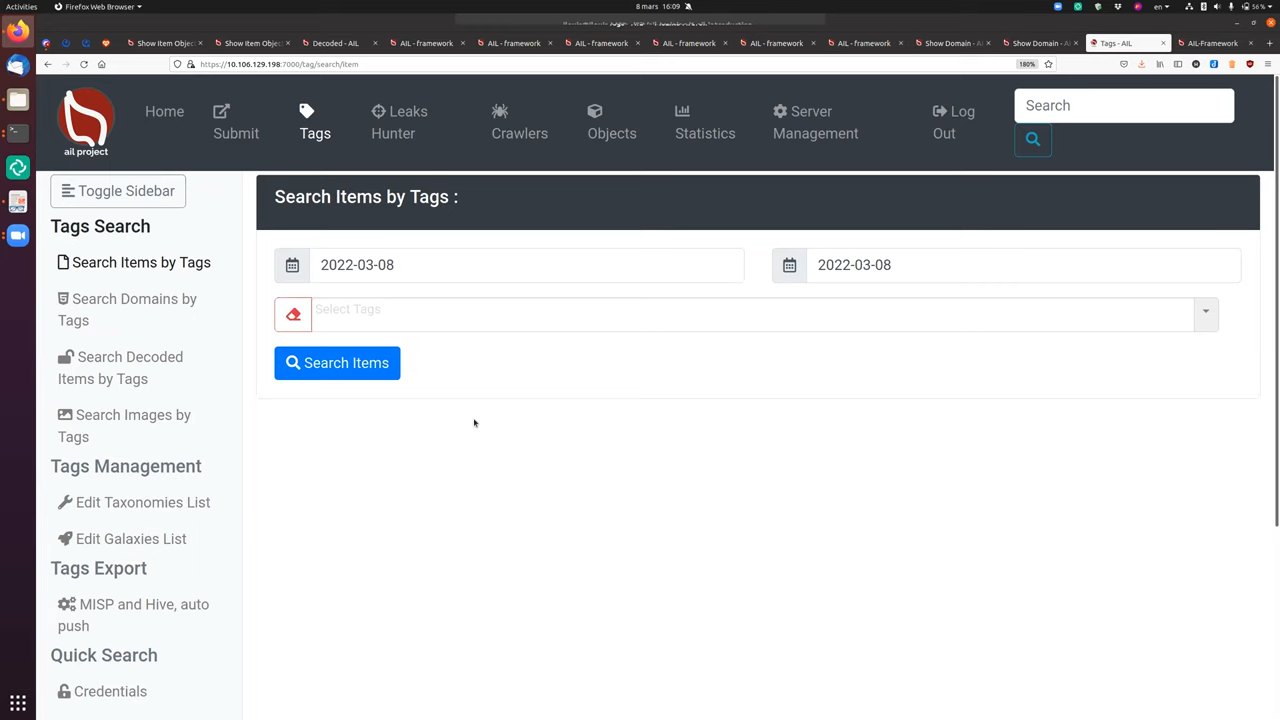 Activities
Firefox Web Browser
8 mars 16:09
en
56 %
Show Item Objec
Show Item Objec
Decoded - AIL
AIL - framework
AIL - framework
AIL - framework
AIL - framework
AIL - framework
AIL - framework
Show Domain - A
Show Domain - A
Tags - AIL
AIL-Framework
https://10.106.129.198:7000/tag/search/item
180%
ail project
Home
Submit
Tags
Leaks Hunter
Crawlers
Objects
Statistics
Server Management
Log Out
Search
Toggle Sidebar
Tags Search
Search Items by Tags
Search Domains by
Tags
Search Decoded
Items by Tags
Search Images by
Tags
Tags Management
Edit Taxonomies List
Edit Galaxies List
Tags Export
MISP and Hive, auto
push
Quick Search
Credentials
Search Items by Tags :
2022-03-08
2022-03-08
Select Tags
Search Items